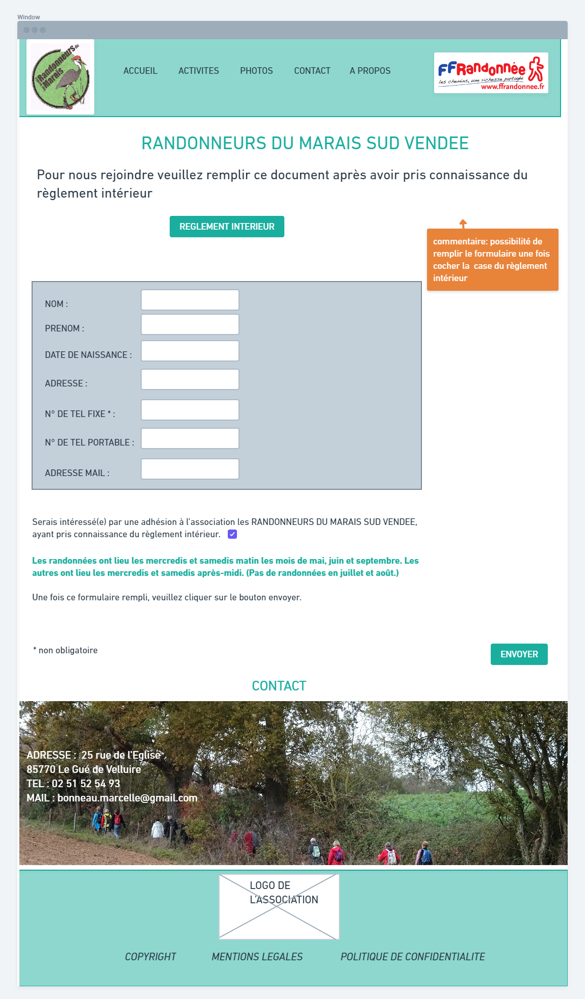 Window
les Randonneurs du
Marais
ACCUEIL
ACTIVITES
PHOTOS
CONTACT
A PROPOS
FFRandonnée
les chemins, une richesse partagée
www.ffrandonnee.fr
RANDONNEURS DU MARAIS SUD VENDEE
Pour nous rejoindre veuillez remplir ce document après avoir pris connaissance du
règlement intérieur
REGLEMENT INTERIEUR
commentaire: possibilité de
remplir le formulaire une fois
cocher la  case du règlement
intérieur
NOM :
PRENOM :
DATE DE NAISSANCE :
ADRESSE :
N° DE TEL FIXE * :
N° DE TEL PORTABLE :
ADRESSE MAIL :
Serais intéressé(e) par une adhésion à l’association les RANDONNEURS DU MARAIS SUD VENDEE,
ayant pris connaissance du règlement intérieur.
Les randonnées ont lieu les mercredis et samedis matin les mois de mai, juin et septembre. Les
autres ont lieu les mercredis et samedis après-midi. (Pas de randonnées en juillet et août.)
Une fois ce formulaire rempli, veuillez cliquer sur le bouton envoyer.
* non obligatoire
ENVOYER
CONTACT
ADRESSE :  25 rue de l'Eglise
85770 Le Gué de Velluire
TEL : 02 51 52 54 93
MAIL : bonneau.marcelle@gmail.com
LOGO DE
L’ASSOCIATION
COPYRIGHT
MENTIONS LEGALES
POLITIQUE DE CONFIDENTIALITE